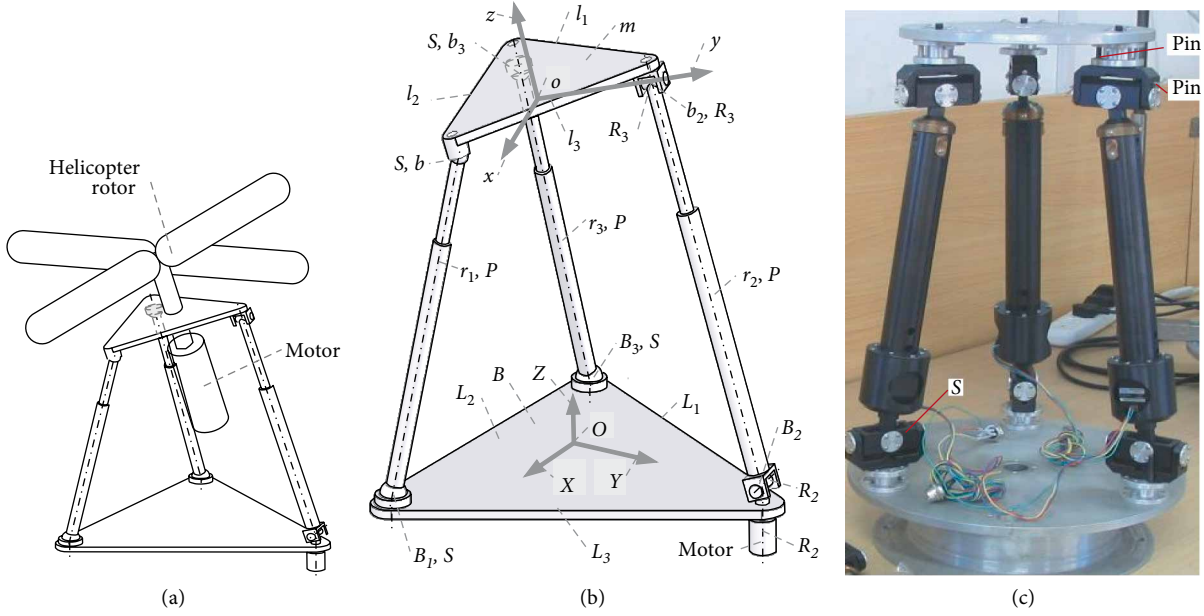 Helicopter
rotor
Motor
(a)
z
l1
S, b3
m
y
l2
o
R3
b2, R3
l3
S, b
x
r3, P
r1, P
r2, P
B3, S
Z
B
L2
L1
O
B2
X
Y
R2
L3
Motor
R2
B1, S
(b)
Pin
Pin
S
(c)